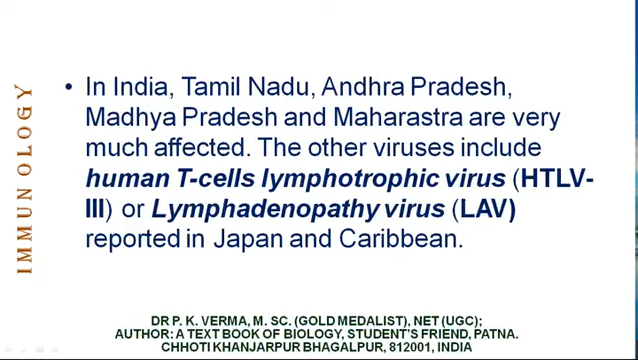 IMMUNOLOGY
• In India, Tamil Nadu, Andhra Pradesh,
Madhya Pradesh and Maharastra are very
much affected. The other viruses include
human T-cells lymphotrophic virus (HTLV-
III) or Lymphadenopathy virus (LAV)
reported in Japan and Caribbean.
DR P. K. VERMA, M. SC. (GOLD MEDALIST), NET (UGC);
AUTHOR: A TEXT BOOK OF BIOLOGY, STUDENT'S FRIEND, PATNA.
CHHOTI KHANJARPUR BHAGALPUR, 812001, INDIA